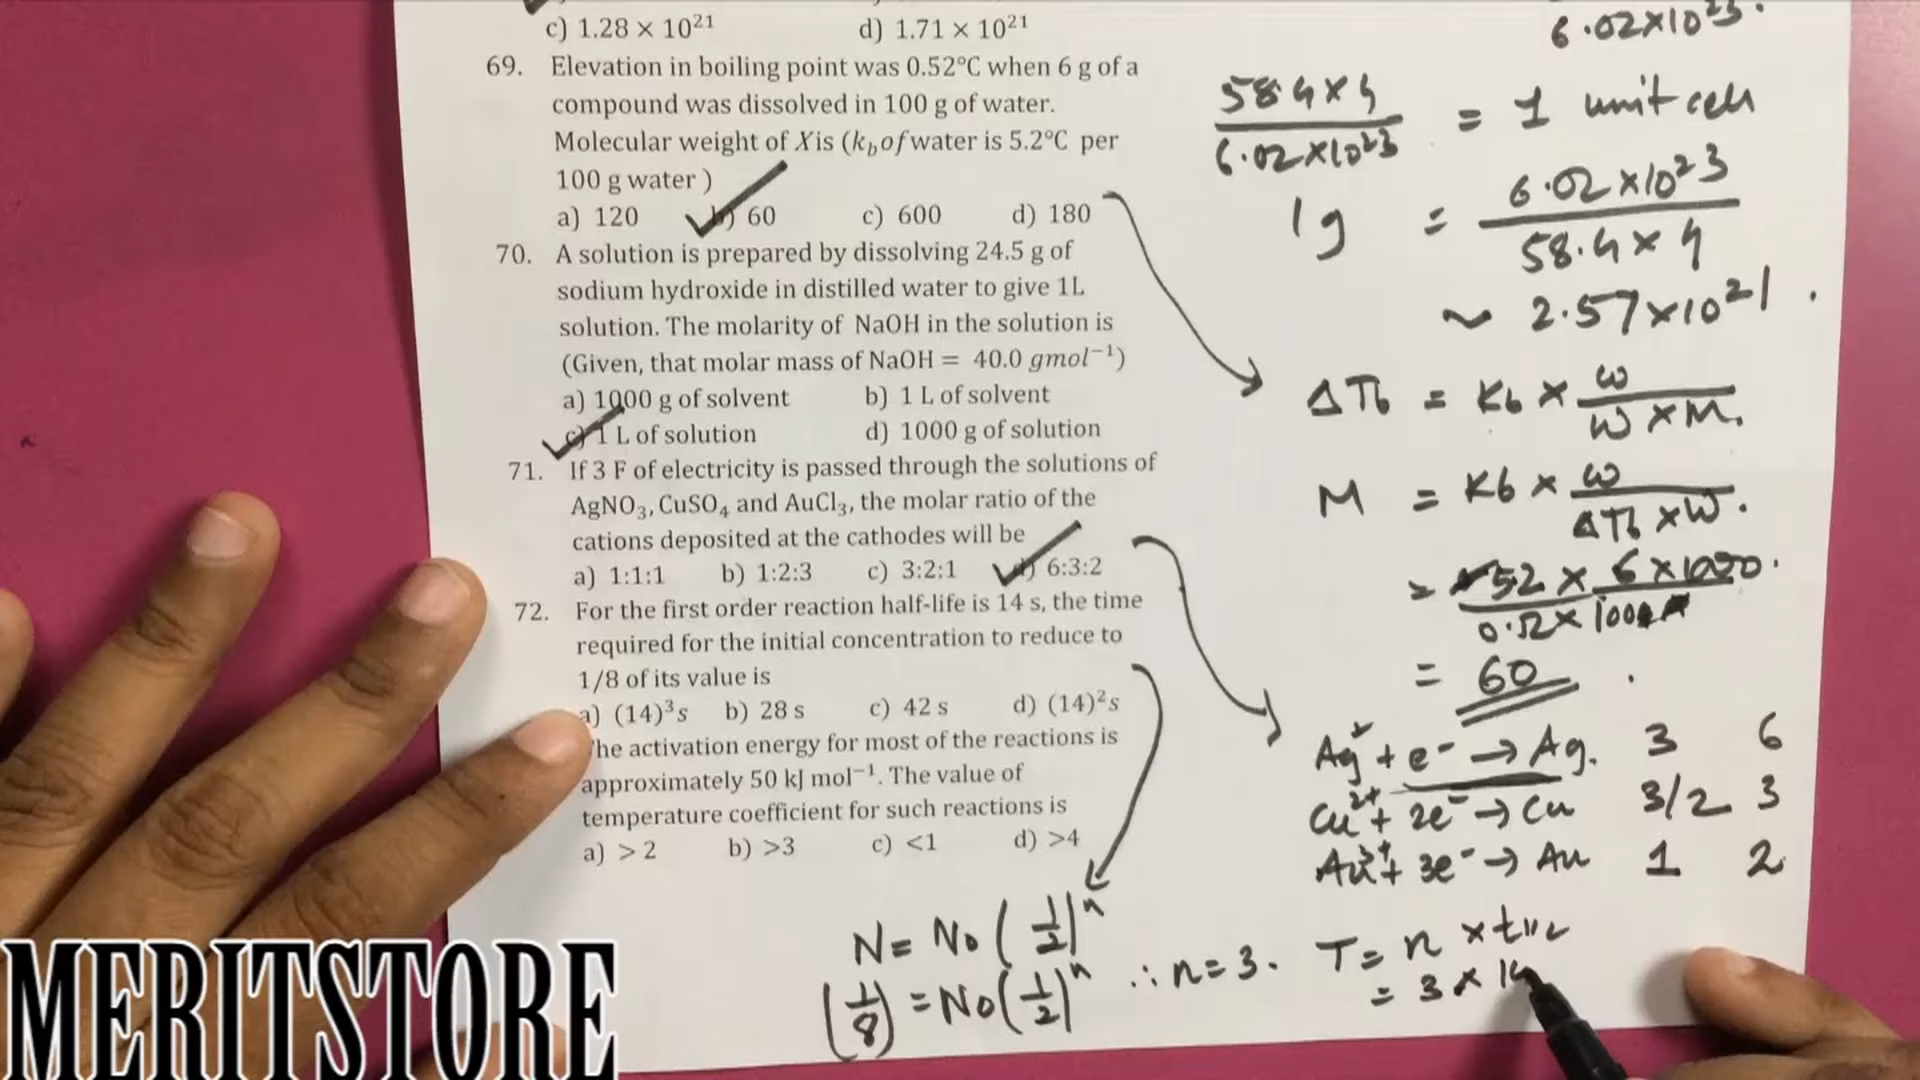 c) 1.28 × 10²¹ d) 1.71 × 10²¹
69. Elevation in boiling point was 0.52°C when 6 g of a
compound was dissolved in 100 g of water.
Molecular weight of X is (k_b of water is 5.2°C per
100 g water )
a) 120 b) 60 c) 600 d) 180
70. A solution is prepared by dissolving 24.5 g of
sodium hydroxide in distilled water to give 1L
solution. The molarity of NaOH in the solution is
(Given, that molar mass of NaOH = 40.0 gmol⁻¹)
a) 1000 g of solvent b) 1 L of solvent
c) 1 L of solution d) 1000 g of solution
71. If 3 F of electricity is passed through the solutions of
AgNO₃, CuSO₄ and AuCl₃, the molar ratio of the
cations deposited at the cathodes will be
a) 1:1:1 b) 1:2:3 c) 3:2:1 d) 6:3:2
72. For the first order reaction half-life is 14 s, the time
required for the initial concentration to reduce to
1/8 of its value is
a) (14)³s b) 28 s c) 42 s d) (14)²s
he activation energy for most of the reactions is
approximately 50 kJ mol⁻¹. The value of
temperature coefficient for such reactions is
a) > 2 b) >3 c) <1 d) >4
N = No (1/2)ⁿ
(1/8) = No (1/2)ⁿ ∴ n = 3.
6.02×10²³.
58.4×4 / 6.02×10²³ = 1 unit cell
1g = 6.02×10²³ / 58.4×4
~ 2.57×10²¹.
ΔTb = Kb × w / W×M.
M = Kb × w / ΔTb×W.
= 52 × 6×1000. / 0.52×100
= 60
Ag⁺ + e⁻ → Ag. 3 6
Cu²⁺ + 2e⁻ → Cu 3/2 3
Au³⁺ + 3e⁻ → Au 1 2
T = n × t1/2
= 3 × 14
MERITSTORE